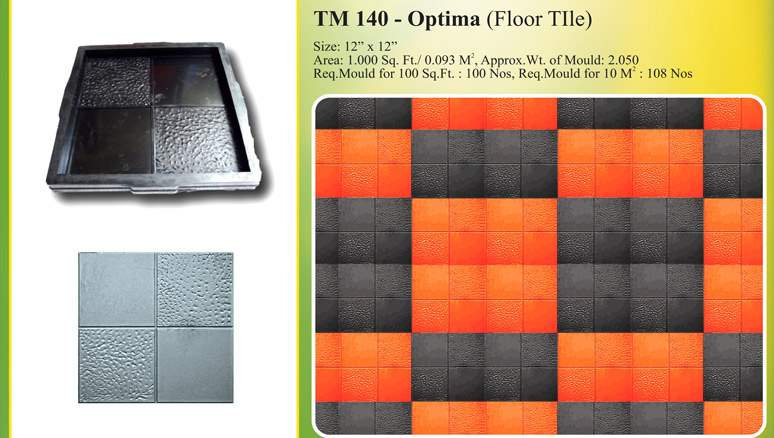 TM 140 - Optima (Floor TIle)
Size: 12” x 12”
Area: 1.000 Sq. Ft./ 0.093 M², Approx.Wt. of Mould: 2.050
Req.Mould for 100 Sq.Ft. : 100 Nos, Req.Mould for 10 M² : 108 Nos